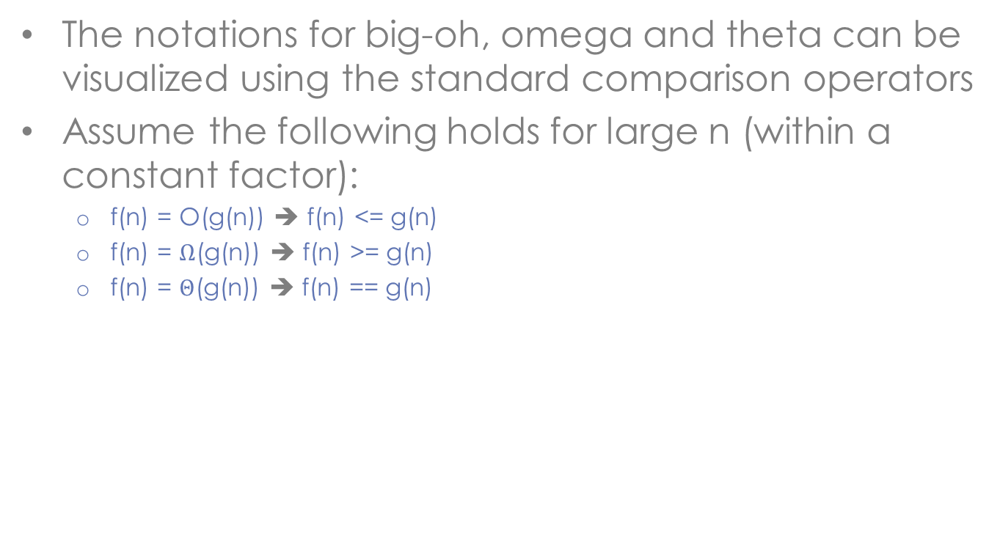 • The notations for big-oh, omega and theta can be
visualized using the standard comparison operators
• Assume the following holds for large n (within a
constant factor):
o f(n) = O(g(n)) ➔ f(n) <= g(n)
o f(n) = Ω(g(n)) ➔ f(n) >= g(n)
o f(n) = Θ(g(n)) ➔ f(n) == g(n)